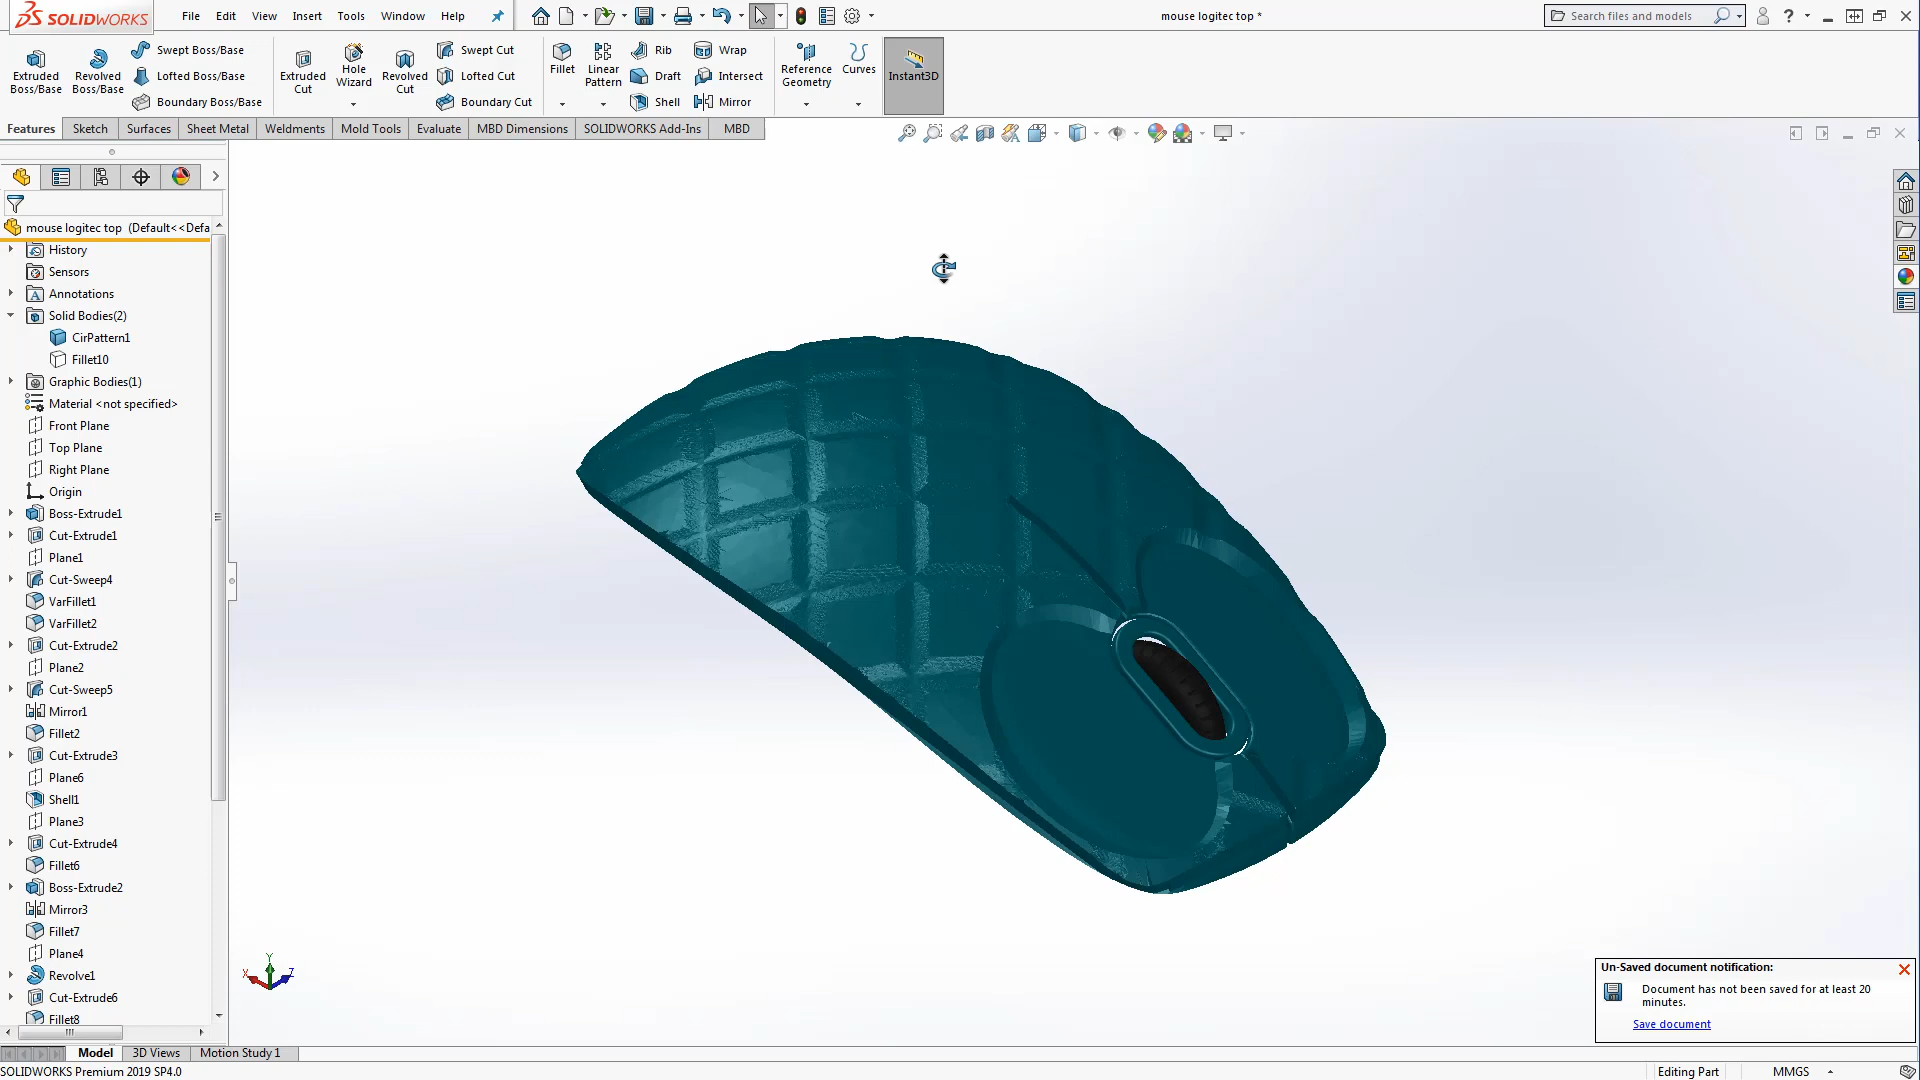 SOLIDWORKS
File Edit View Insert Tools Window Help
mouse logitec top *
Search files and models
Extruded Boss/Base
Revolved Boss/Base
Swept Boss/Base
Lofted Boss/Base
Boundary Boss/Base
Extruded Cut
Hole Wizard
Revolved Cut
Swept Cut
Lofted Cut
Boundary Cut
Fillet
Linear Pattern
Rib
Draft
Shell
Wrap
Intersect
Mirror
Reference Geometry
Curves
Instant3D
Features Sketch Surfaces Sheet Metal Weldments Mold Tools Evaluate MBD Dimensions SOLIDWORKS Add-Ins MBD
mouse logitec top (Default<<Defa
History
Sensors
Annotations
Solid Bodies(2)
CirPattern1
Fillet10
Graphic Bodies(1)
Material <not specified>
Front Plane
Top Plane
Right Plane
Origin
Boss-Extrude1
Cut-Extrude1
Plane1
Cut-Sweep4
VarFillet1
VarFillet2
Cut-Extrude2
Plane2
Cut-Sweep5
Mirror1
Fillet2
Cut-Extrude3
Plane6
Shell1
Plane3
Cut-Extrude4
Fillet6
Boss-Extrude2
Mirror3
Fillet7
Plane4
Revolve1
Cut-Extrude6
Fillet8
X Y Z
Un-Saved document notification:
Document has not been saved for at least 20
minutes.
Save document
Model 3D Views Motion Study 1
SOLIDWORKS Premium 2019 SP4.0
Editing Part MMGS